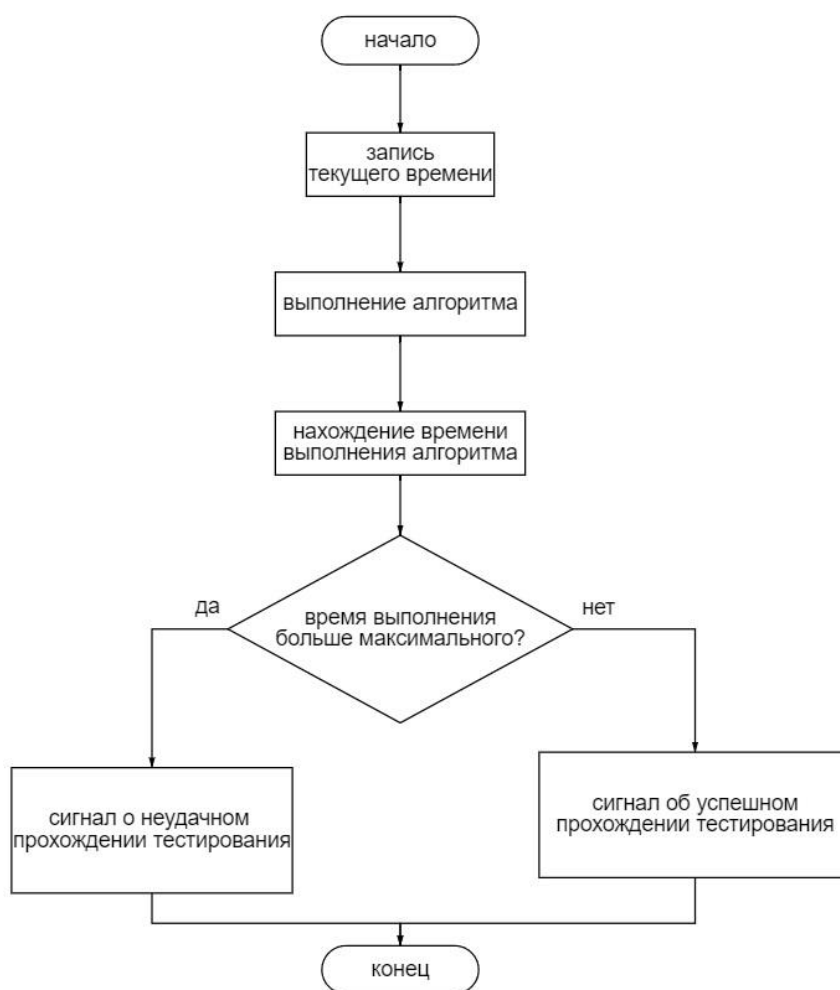 начало
запись
текущего времени
выполнение алгоритма
нахождение времени
выполнения алгоритма
время выполнения
больше максимального?
да
нет
сигнал о неудачном
прохождении тестирования
сигнал об успешном
прохождении тестирования
конец